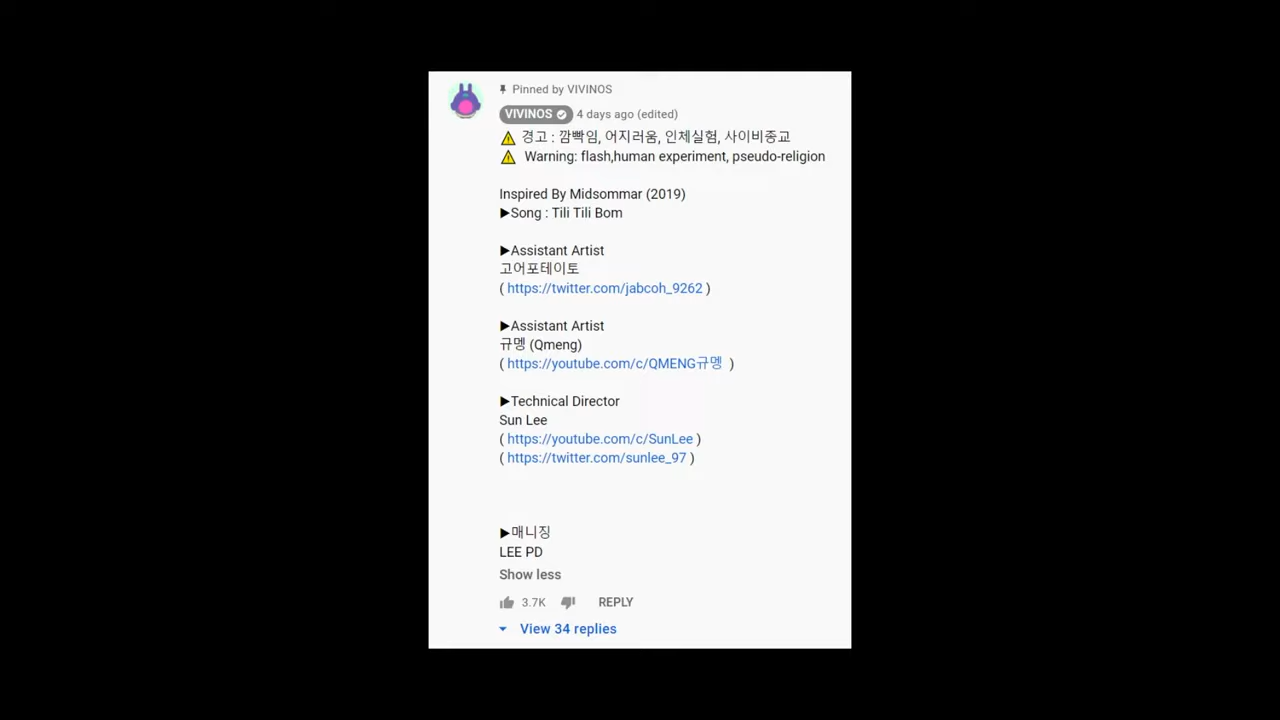 Pinned by VIVINOS
VIVINOS 4 days ago (edited)
⚠ 경고 : 깜빡임, 어지러움, 인체실험, 사이비종교
⚠ Warning: flash,human experiment, pseudo-religion
Inspired By Midsommar (2019)
▶Song : Tili Tili Bom
▶Assistant Artist
고어포테이토
( https://twitter.com/jabcoh_9262 )
▶Assistant Artist
규멩 (Qmeng)
( https://youtube.com/c/QMENG규멩 )
▶Technical Director
Sun Lee
( https://youtube.com/c/SunLee )
( https://twitter.com/sunlee_97 )
▶매니징
LEE PD
Show less
3.7K REPLY
View 34 replies